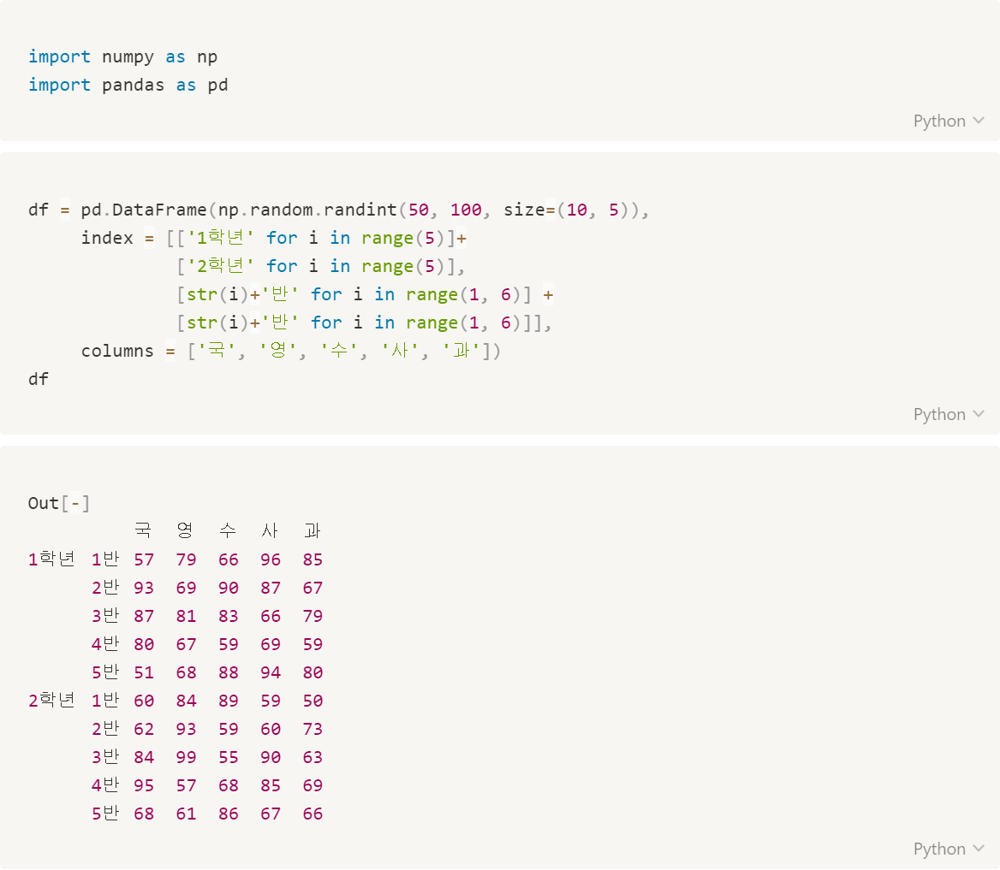 import numpy as np
import pandas as pd
Python
df = pd.DataFrame(np.random.randint(50, 100, size=(10, 5)),
index = [['1학년' for i in range(5)]+
['2학년' for i in range(5)],
[str(i)+'반' for i in range(1, 6)] +
[str(i)+'반' for i in range(1, 6)]],
columns = ['국', '영', '수', '사', '과'])
df
Python
Out[-]
국 영 수 사 과
1학년 1반 57 79 66 96 85
2반 93 69 90 87 67
3반 87 81 83 66 79
4반 80 67 59 69 59
5반 51 68 88 94 80
2학년 1반 60 84 89 59 50
2반 62 93 59 60 73
3반 84 99 55 90 63
4반 95 57 68 85 69
5반 68 61 86 67 66
Python